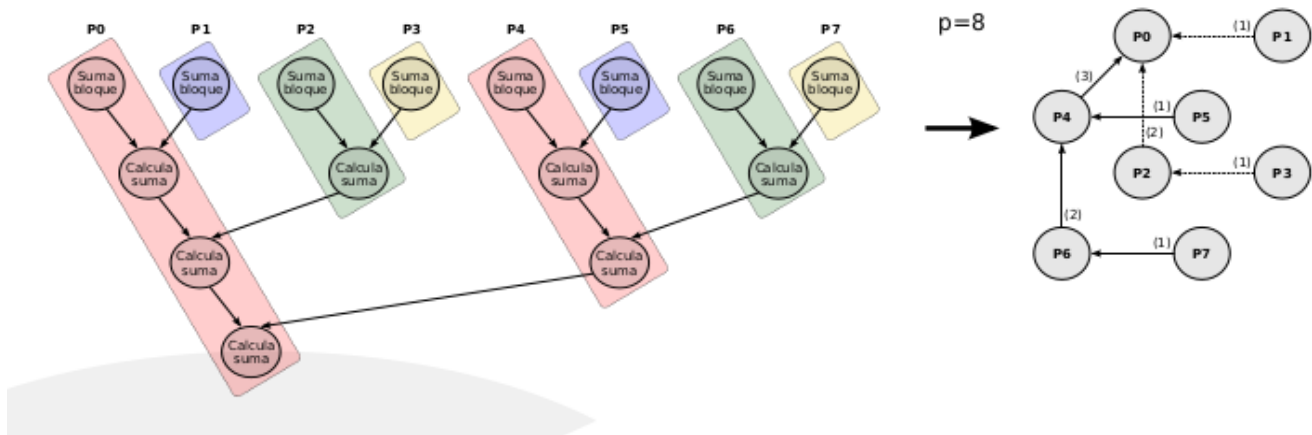 P0 P1 P2 P3 P4 P5 P6 P7
Suma
bloque
Suma
bloque
Suma
bloque
Suma
bloque
Suma
bloque
Suma
bloque
Suma
bloque
Suma
bloque
Calcula
suma
Calcula
suma
Calcula
suma
Calcula
suma
Calcula
suma
Calcula
suma
Calcula
suma
p=8
P0 (1) P1
(3)
P4 (1) P5
(2)
P2 (1) P3
(2)
P6 (1) P7